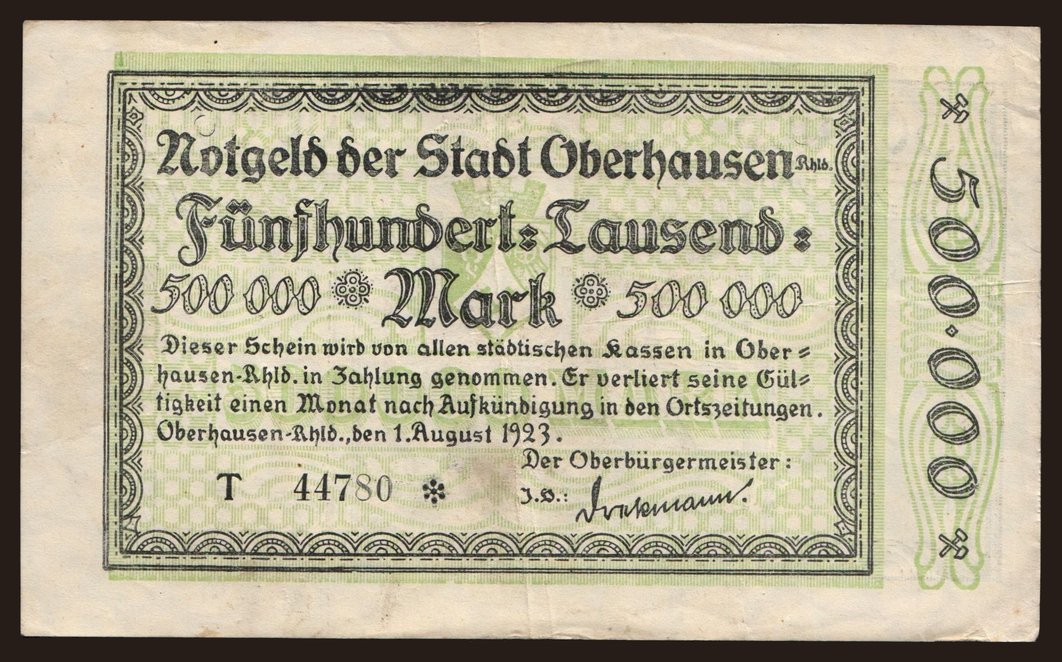 Notgeld der Stadt Oberhausen Rhld.
Fünfhundert=Tausend=
500 000 Mark 500 000
Dieser Schein wird von allen städtischen Kassen in Ober=
hausen-Rhld. in Zahlung genommen. Er verliert seine Gül=
tigkeit einen Monat nach Aufkündigung in den Ortszeitungen.
Oberhausen-Rhld., den 1. August 1923.
Der Oberbürgermeister:
T 44780 *
J.V.:
500.000